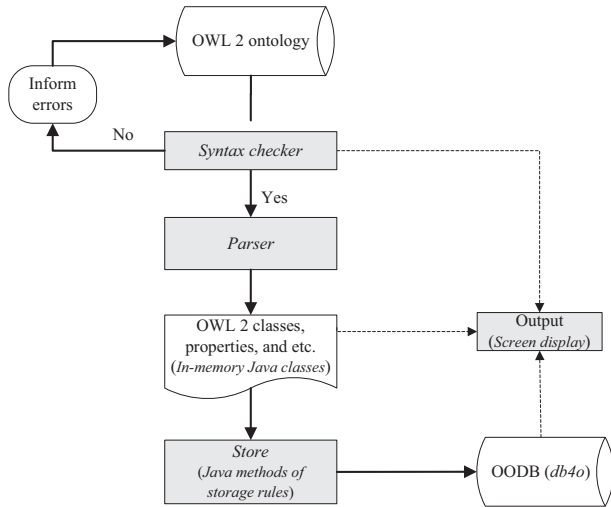 OWL 2 ontology
Inform
errors
No
Syntax checker
Yes
Parser
OWL 2 classes,
properties, and etc.
(In-memory Java classes)
Output
(Screen display)
Store
(Java methods of
storage rules)
OODB (db4o)